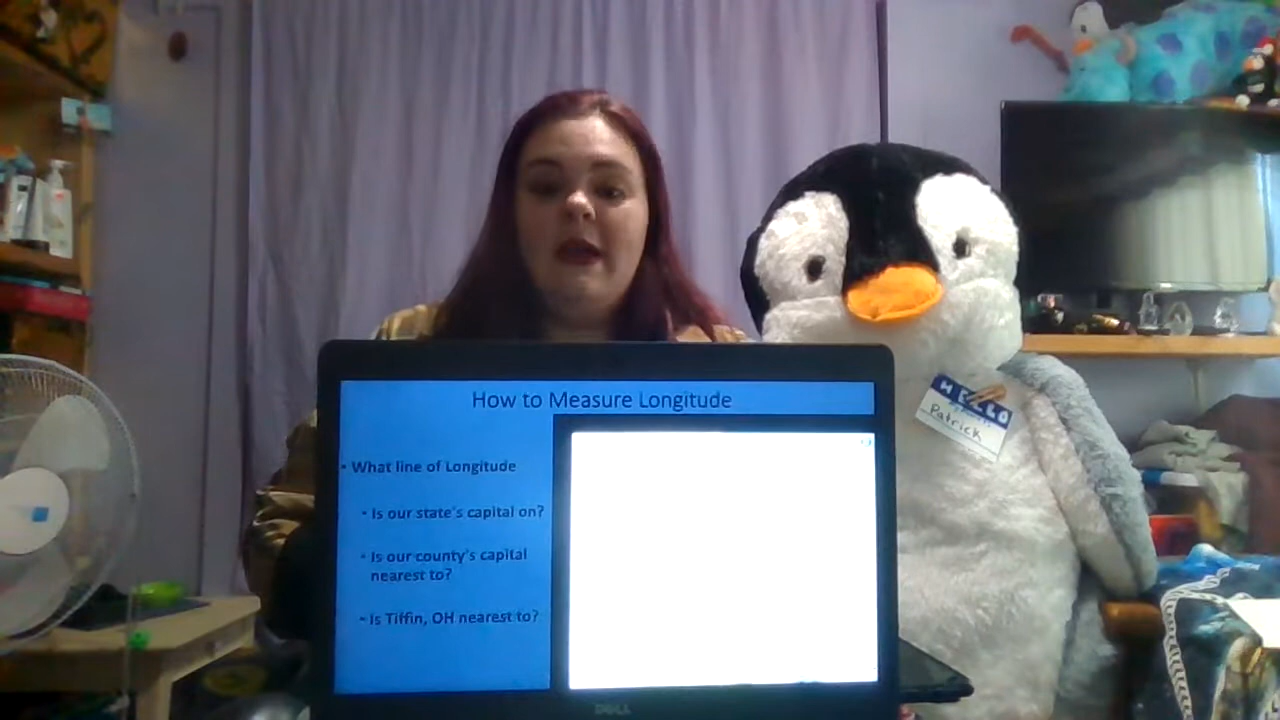 How to Measure Longitude
• What line of Longitude
• Is our state's capital on?
• Is our county's capital
nearest to?
• Is Tiffin, OH nearest to?
HELLO
Patrick
DELL